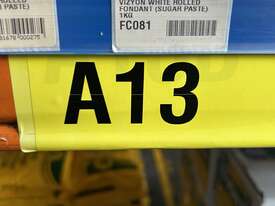 VIZYON WHITE ROLLED
FONDANT (SUGAR PASTE)
1KG
FC081
A13